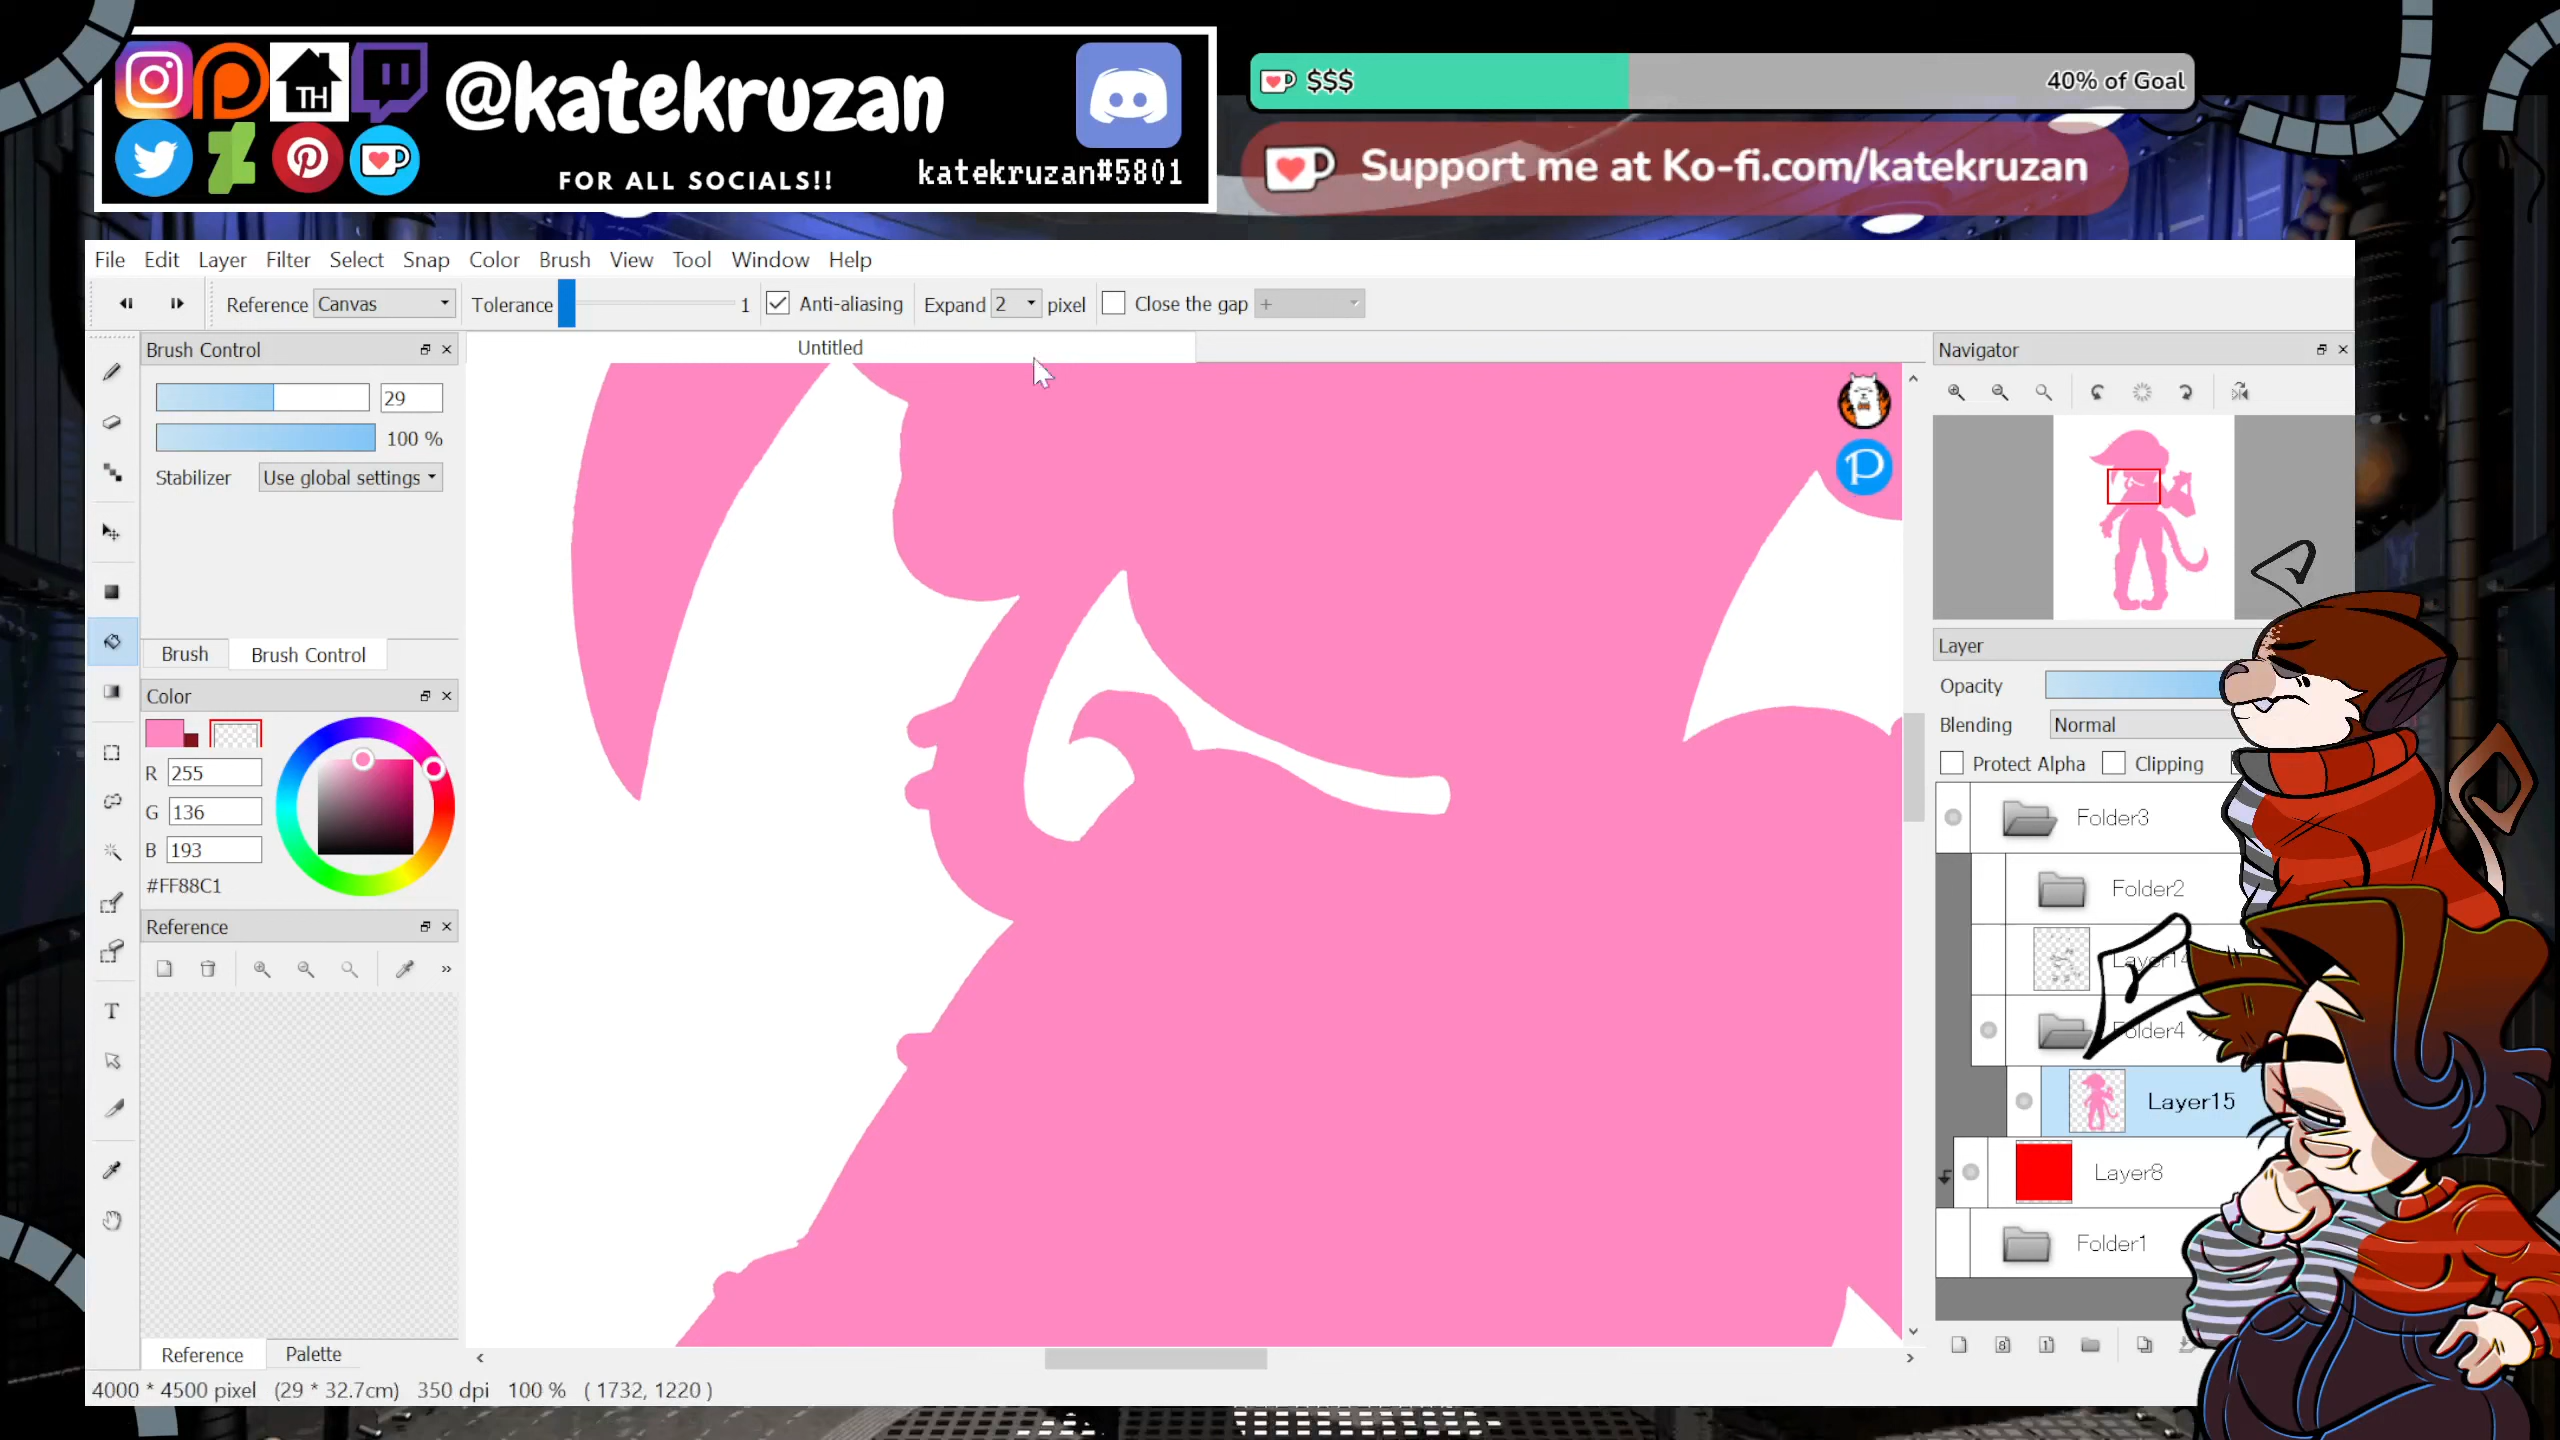 @katekruzan
FOR ALL SOCIALS!!
katekruzan#5801
TH
$$$
40% of Goal
Support me at Ko-fi.com/katekruzan
File Edit Layer Filter Select Snap Color Brush View Tool Window Help
Reference Canvas Tolerance 1 Anti-aliasing Expand 2 pixel Close the gap +
Brush Control
Untitled
Navigator
29
100 %
Stabilizer Use global settings
Brush Brush Control
Color
R 255
G 136
B 193
#FF88C1
Reference
Reference Palette
4000 * 4500 pixel (29 * 32.7cm) 350 dpi 100 % ( 1732, 1220 )
Layer
Opacity
Blending Normal
Protect Alpha Clipping
Folder3
Folder2
Layer14
Folder4
Layer15
Layer8
Folder1